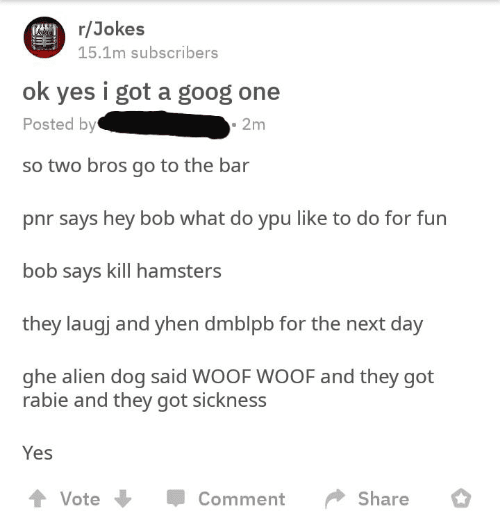 r/Jokes
15.1m subscribers
ok yes i got a goog one
Posted by • 2m
so two bros go to the bar
pnr says hey bob what do ypu like to do for fun
bob says kill hamsters
they laugj and yhen dmblpb for the next day
ghe alien dog said WOOF WOOF and they got
rabie and they got sickness
Yes
Vote Comment Share